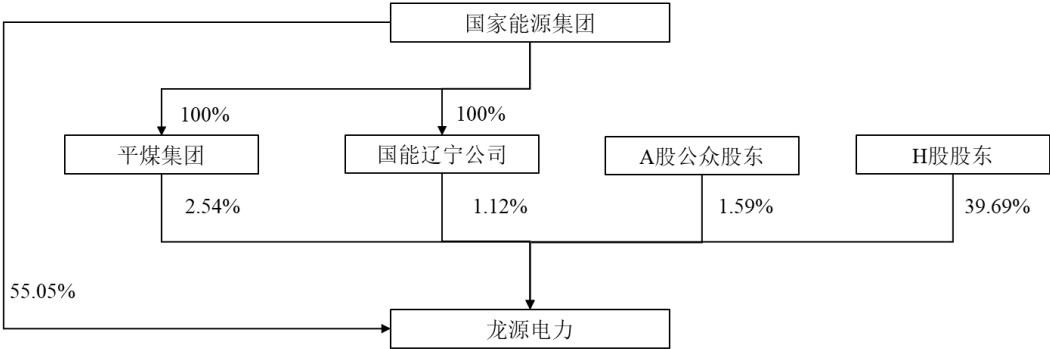 国家能源集团
100%
100%
平煤集团
国能辽宁公司
A股公众股东
H股股东
2.54%
1.12%
1.59%
39.69%
55.05%
龙源电力